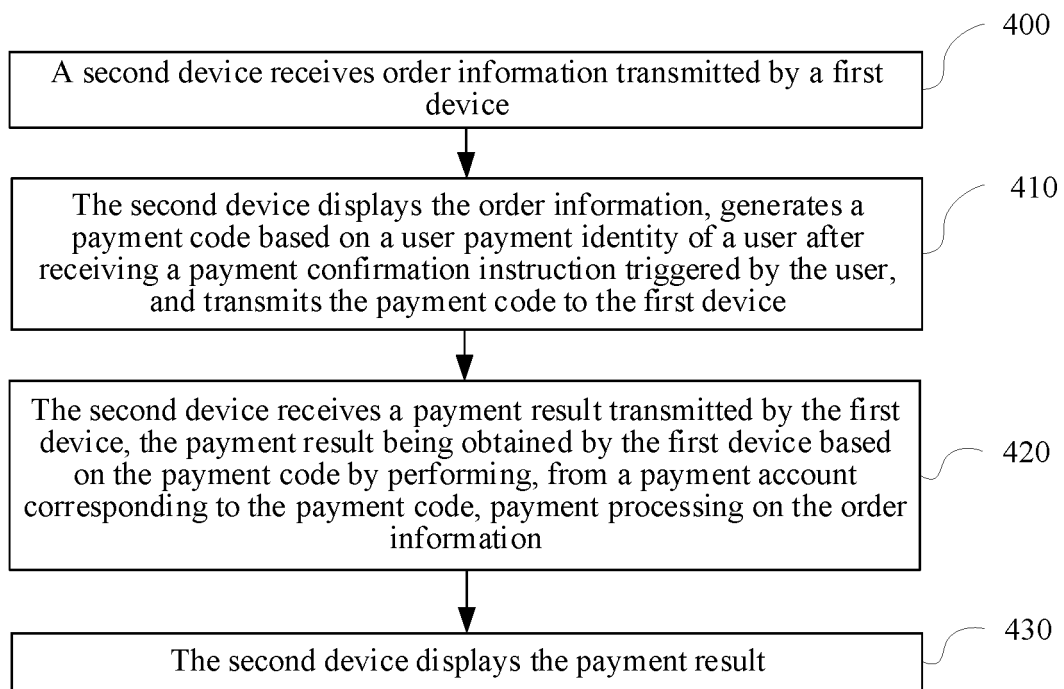 400
A second device receives order information transmitted by a first
device
410
The second device displays the order information, generates a
payment code based on a user payment identity of a user after
receiving a payment confirmation instruction triggered by the user,
and transmits the payment code to the first device
420
The second device receives a payment result transmitted by the first
device, the payment result being obtained by the first device based
on the payment code by performing, from a payment account
corresponding to the payment code, payment processing on the order
information
430
The second device displays the payment result